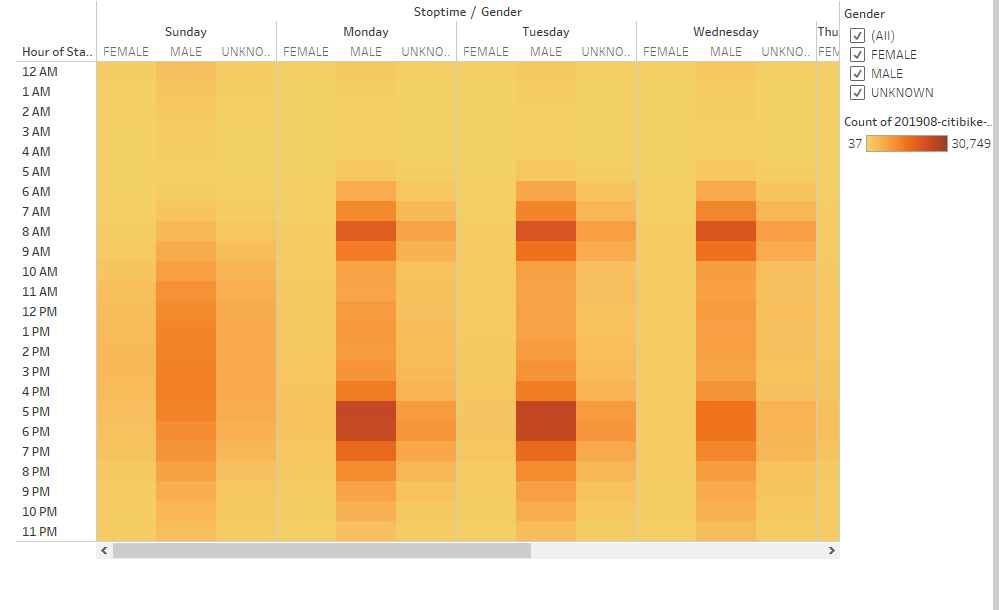 Stoptime / Gender
Sunday Monday Tuesday Wednesday Thu
Hour of Sta.. FEMALE MALE UNKNO.. FEMALE MALE UNKNO.. FEMALE MALE UNKNO.. FEMALE MALE UNKNO.. FEM
12 AM
1 AM
2 AM
3 AM
4 AM
5 AM
6 AM
7 AM
8 AM
9 AM
10 AM
11 AM
12 PM
1 PM
2 PM
3 PM
4 PM
5 PM
6 PM
7 PM
8 PM
9 PM
10 PM
11 PM
Gender
(All)
FEMALE
MALE
UNKNOWN
Count of 201908-citibike-..
37 30,749